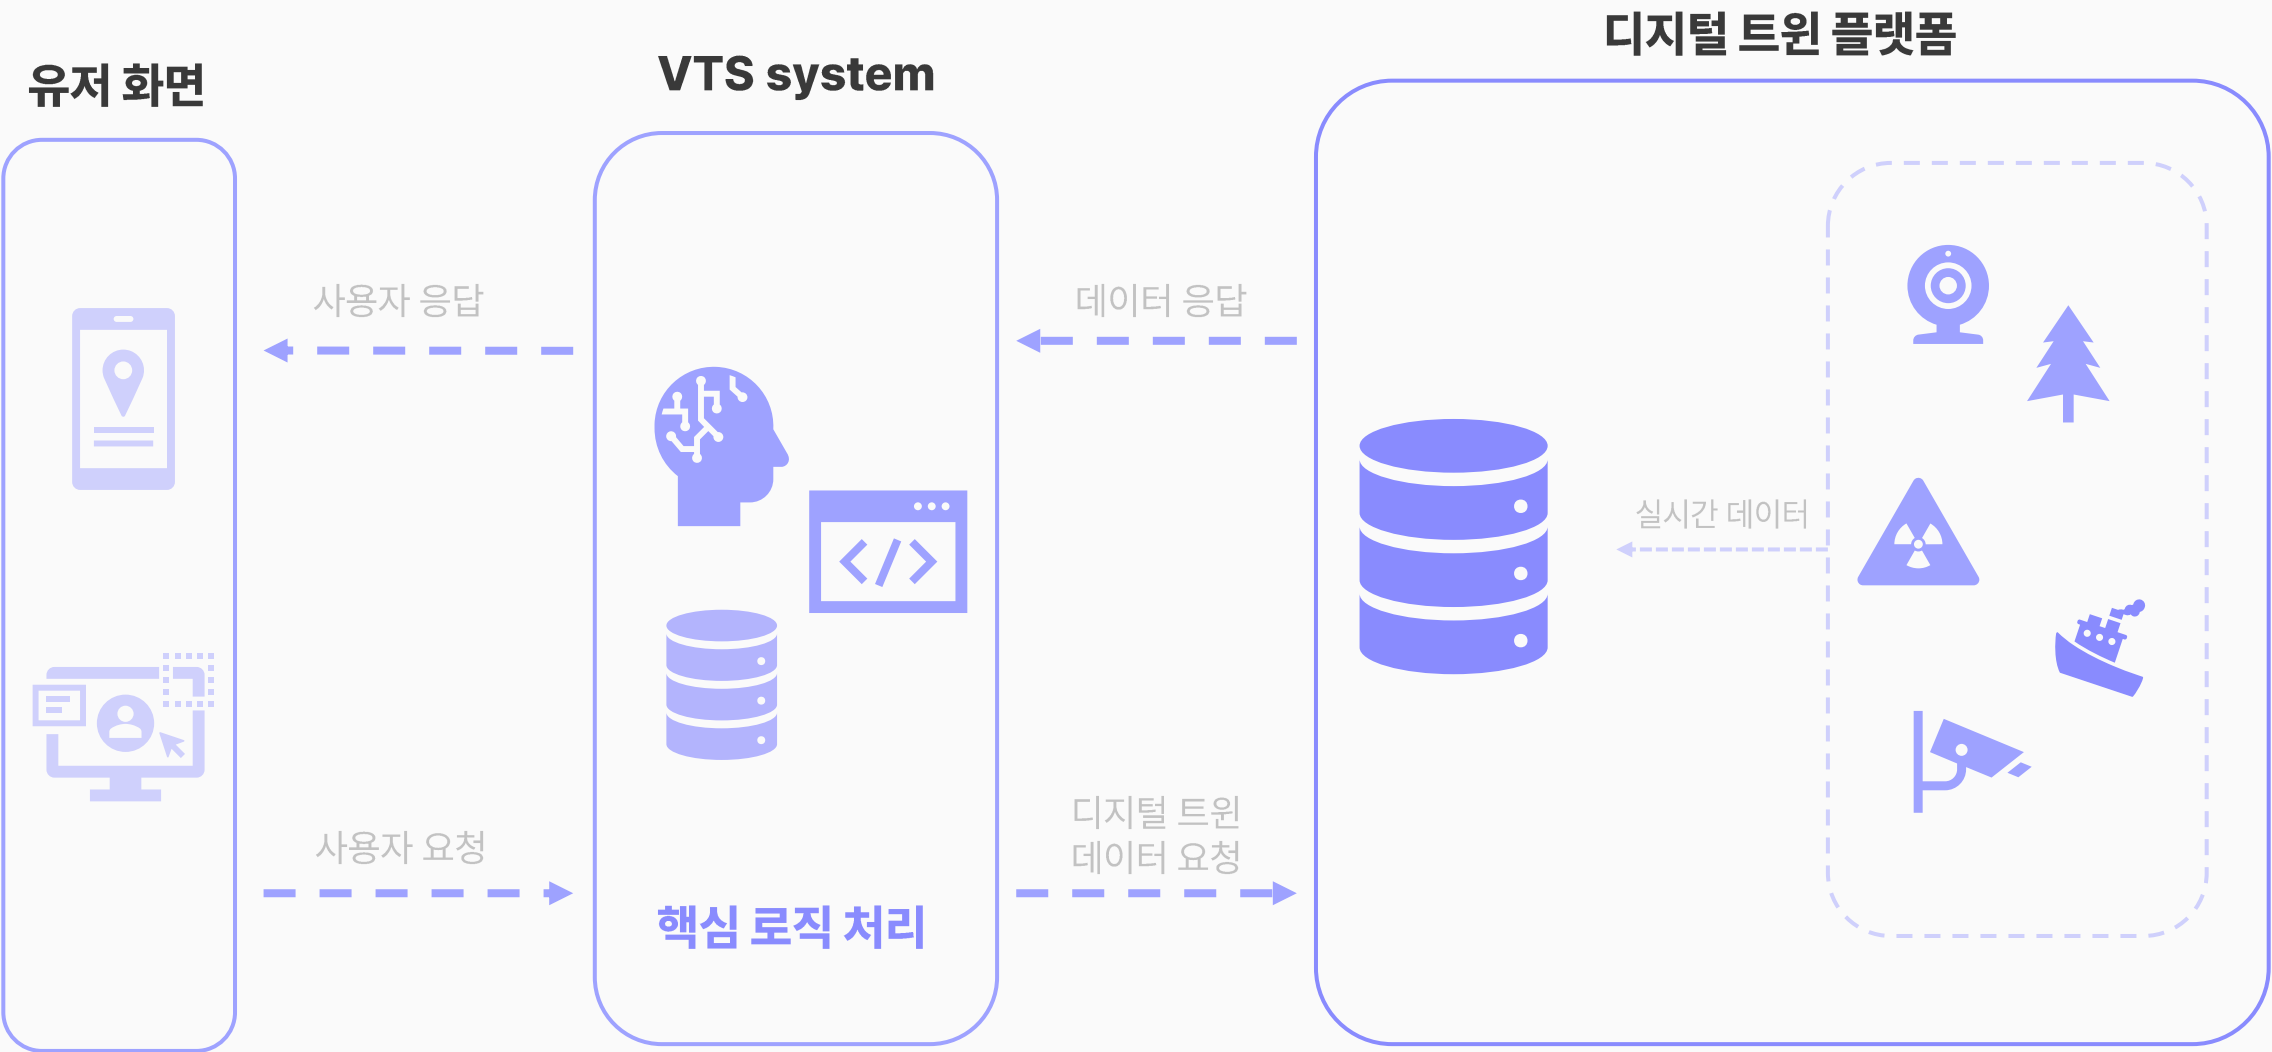 유저 화면
VTS system
디지털 트윈 플랫폼
사용자 응답
데이터 응답
실시간 데이터
사용자 요청
디지털 트윈
데이터 요청
핵심 로직 처리